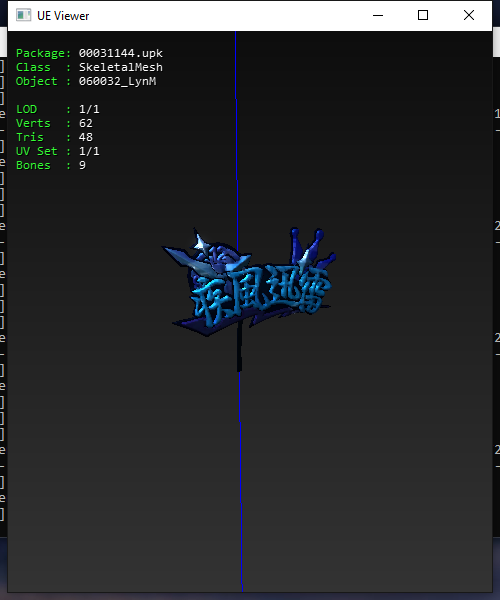 UE Viewer
Package: 00031144.upk
Class : SkeletalMesh
Object : 060032_LynM
LOD : 1/1
Verts : 62
Tris : 48
UV Set : 1/1
Bones : 9
疾風迅雷